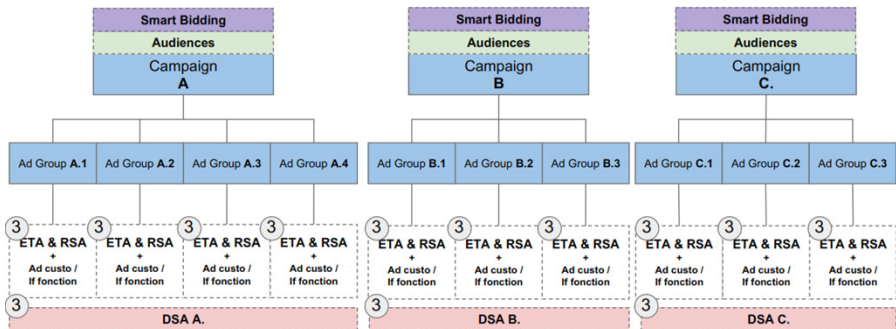 Smart Bidding
Audiences
Campaign
A
Smart Bidding
Audiences
Campaign
B
Smart Bidding
Audiences
Campaign
C.
Ad Group A.1
Ad Group A.2
Ad Group A.3
Ad Group A.4
Ad Group B.1
Ad Group B.2
Ad Group B.3
Ad Group C.1
Ad Group C.2
Ad Group C.3
3
ETA & RSA
+
Ad custo /
If fonction
3
ETA & RSA
+
Ad custo /
If fonction
3
ETA & RSA
+
Ad custo /
If fonction
3
ETA & RSA
+
Ad custo /
If fonction
3
ETA & RSA
+
Ad custo /
If fonction
3
ETA & RSA
+
Ad custo /
If fonction
3
ETA & RSA
+
Ad custo /
If fonction
3
ETA & RSA
+
Ad custo /
If fonction
3
ETA & RSA
+
Ad custo /
If fonction
3
ETA & RSA
+
Ad custo /
If fonction
3
DSA A.
DSA B.
3
DSA C.